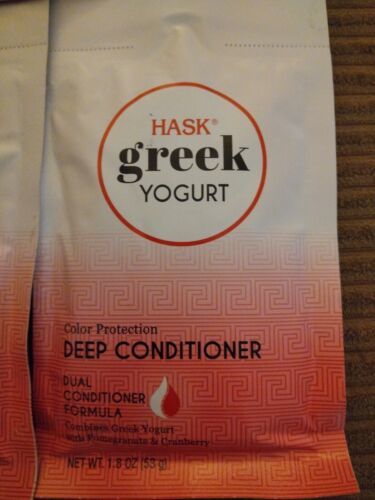 HASK®
greek
YOGURT
Color Protection
DEEP CONDITIONER
DUAL
CONDITIONER
FORMULA
Combines Greek Yogurt
with Pomegranate & Cranberry
NET WT. 1.8 OZ (53 g)